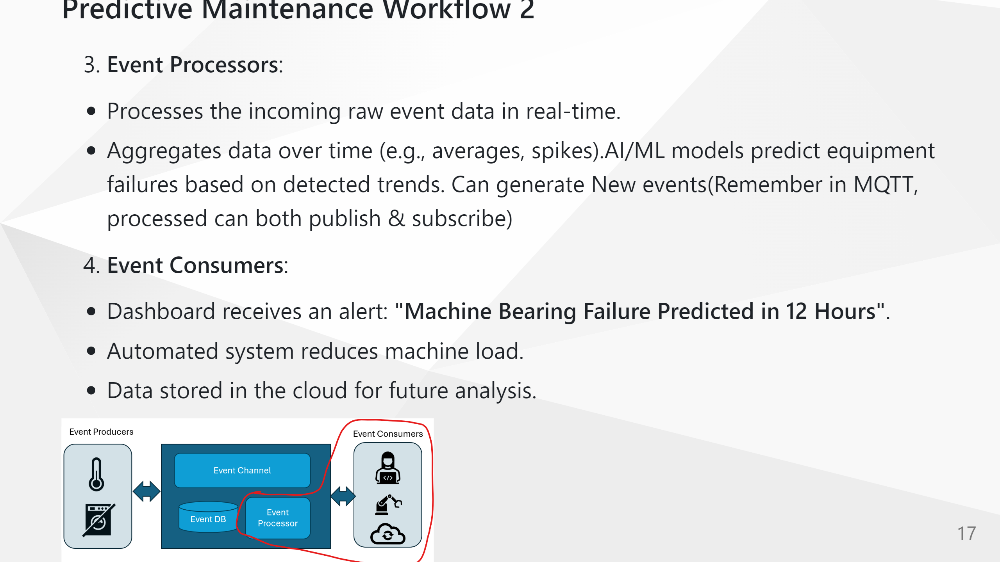 Predictive Maintenance Workflow 2
3. Event Processors:
• Processes the incoming raw event data in real-time.
• Aggregates data over time (e.g., averages, spikes).AI/ML models predict equipment
failures based on detected trends. Can generate New events(Remember in MQTT,
processed can both publish & subscribe)
4. Event Consumers:
• Dashboard receives an alert: "Machine Bearing Failure Predicted in 12 Hours".
• Automated system reduces machine load.
• Data stored in the cloud for future analysis.
Event Producers
Event Channel
Event DB
Event
Processor
Event Consumers
</>
17